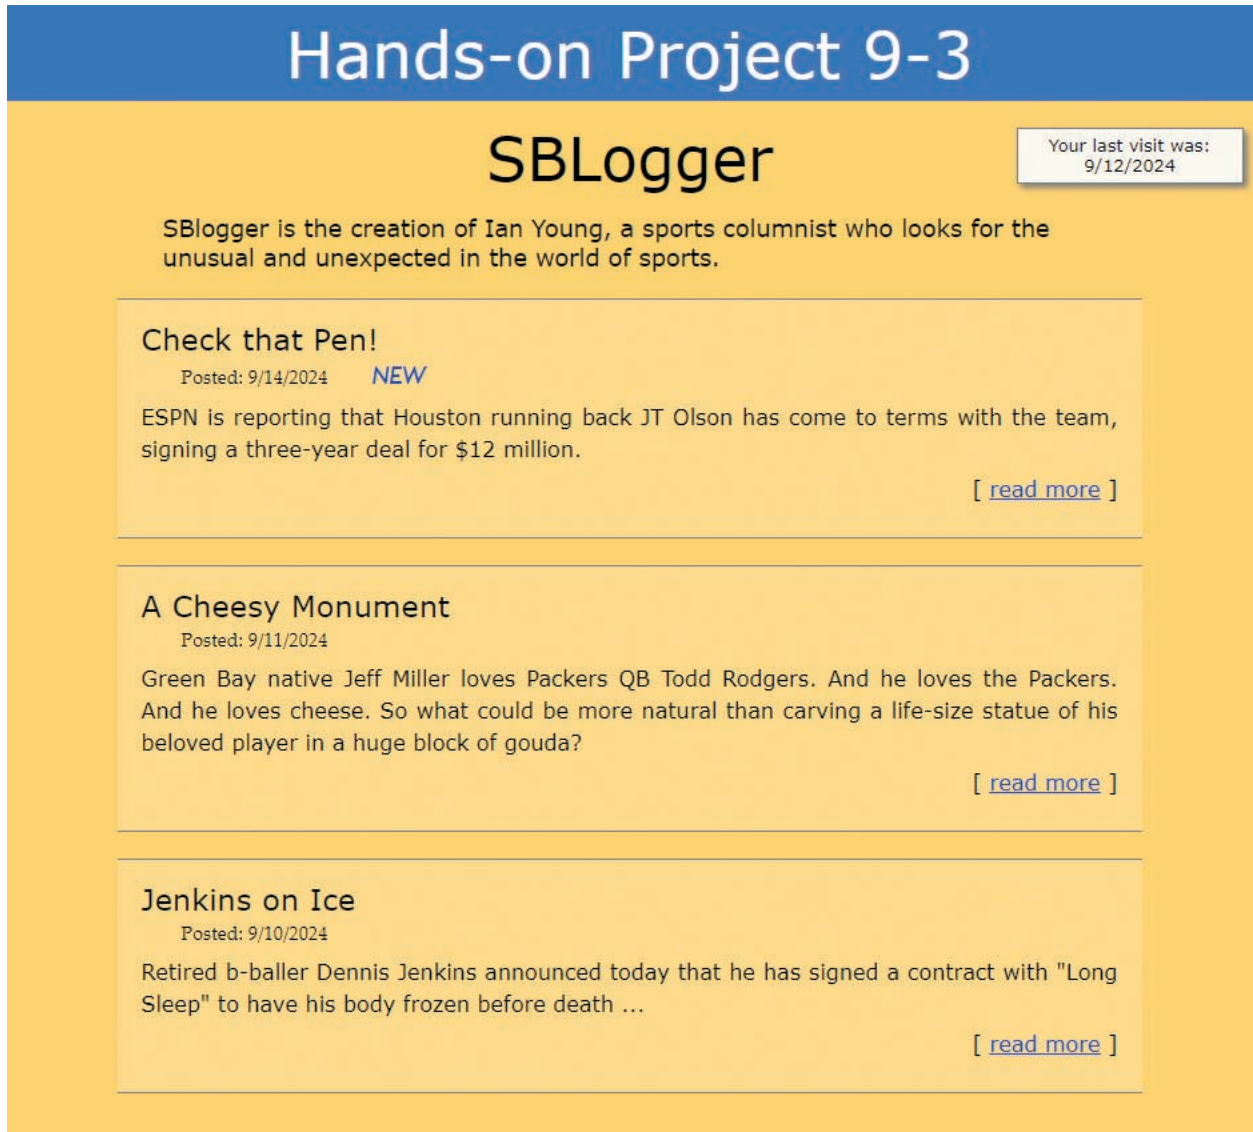 Hands-on Project 9-3
SBLogger
Your last visit was:
9/12/2024
SBlogger is the creation of Ian Young, a sports columnist who looks for the
unusual and unexpected in the world of sports.
Check that Pen!
Posted: 9/14/2024 NEW
ESPN is reporting that Houston running back JT Olson has come to terms with the team,
signing a three-year deal for $12 million.
[ read more ]
A Cheesy Monument
Posted: 9/11/2024
Green Bay native Jeff Miller loves Packers QB Todd Rodgers. And he loves the Packers.
And he loves cheese. So what could be more natural than carving a life-size statue of his
beloved player in a huge block of gouda?
[ read more ]
Jenkins on Ice
Posted: 9/10/2024
Retired b-baller Dennis Jenkins announced today that he has signed a contract with "Long
Sleep" to have his body frozen before death ...
[ read more ]